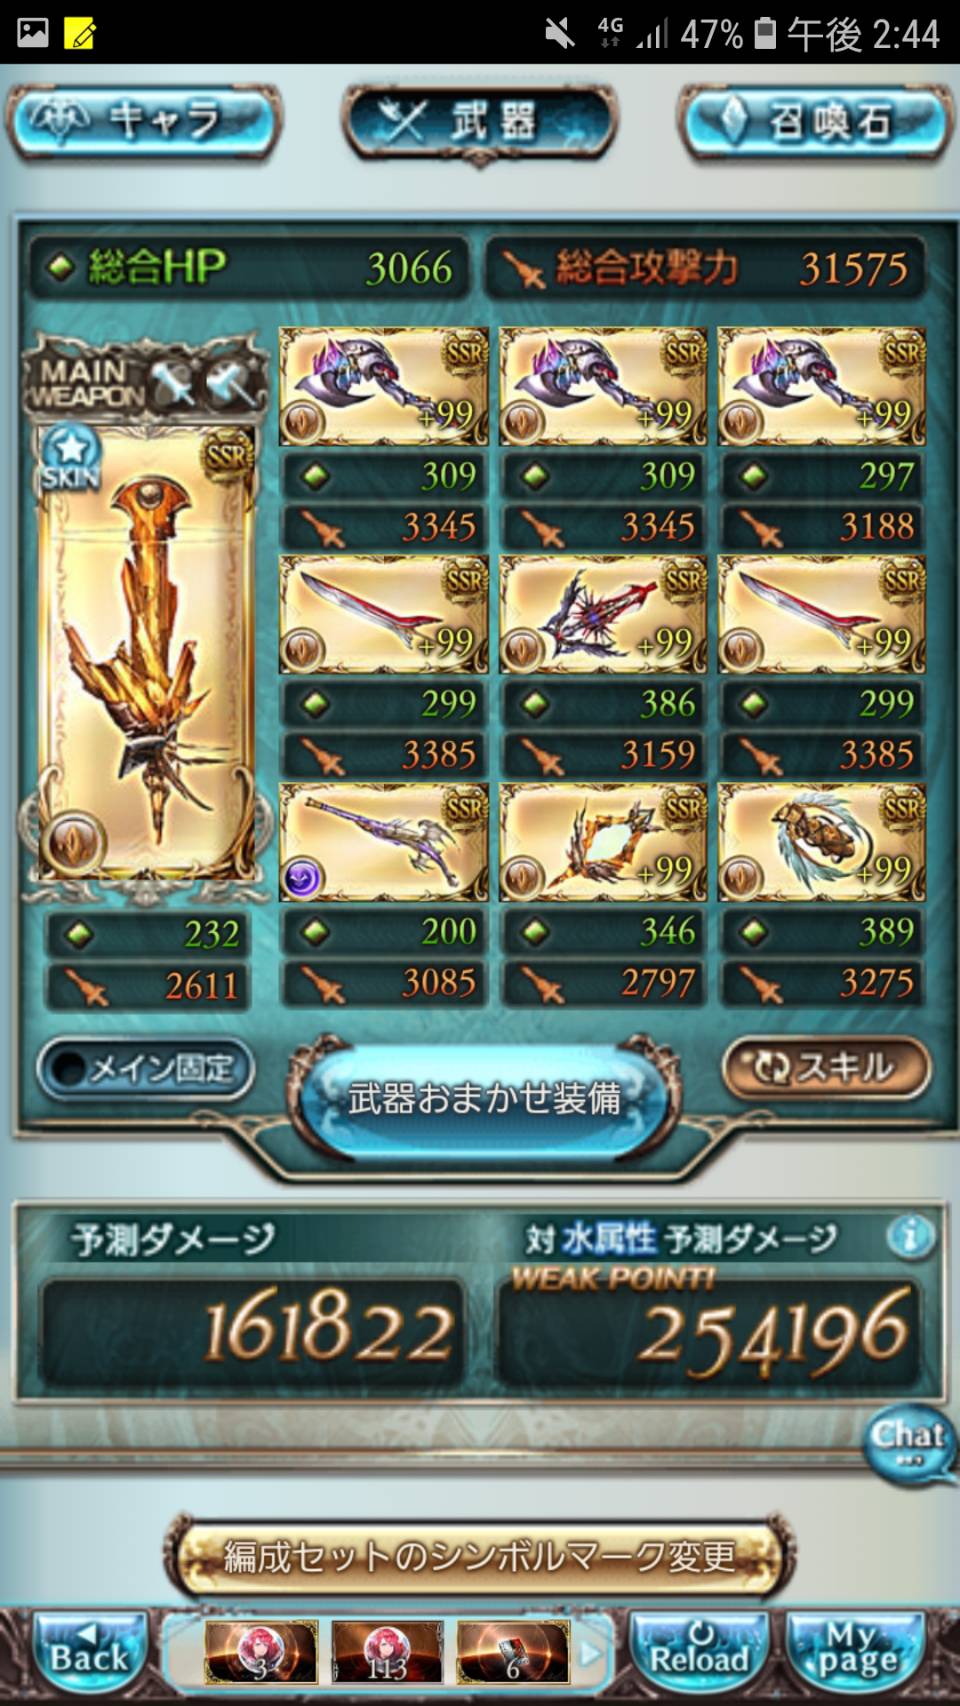 4G 47% 午後 2:44
キャラ 武器 召喚石
総合HP 3066 総合攻撃力 31575
MAIN WEAPON
SKIN SSR
SSR +99 SSR +99 SSR +99
309 309 297
3345 3345 3188
SSR +99 SSR +99 SSR +99
299 386 299
3385 3159 3385
SSR SSR +99 SSR +99
232 200 346 389
2611 3085 2797 3275
メイン固定 武器おまかせ装備 スキル
予測ダメージ 対 水属性 予測ダメージ
WEAK POINT!
161822 254196
Chat
編成セットのシンボルマーク変更
Back 3 113 6 Reload My page